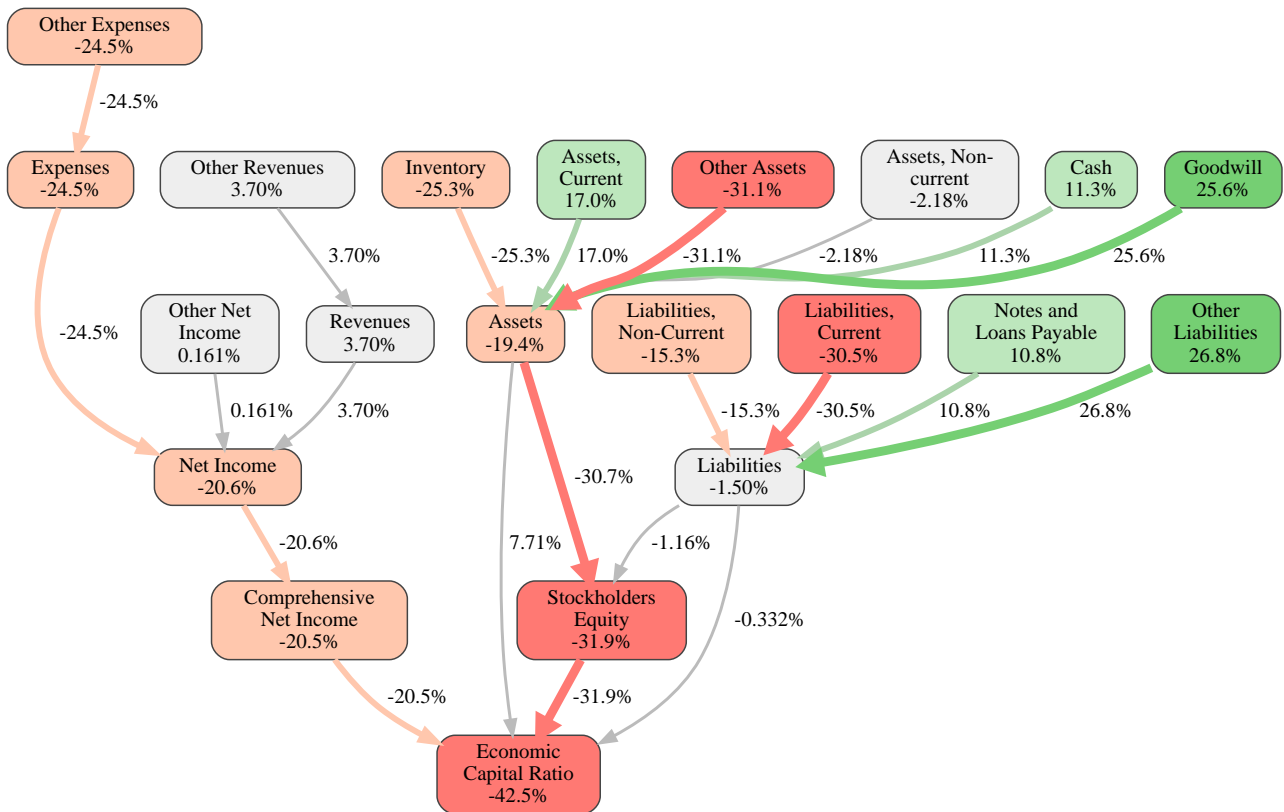 Other Expenses
-24.5%
-24.5%
Expenses
-24.5%
Other Revenues
3.70%
Inventory
-25.3%
Assets,
Current
17.0%
Other Assets
-31.1%
Assets, Non-
current
-2.18%
Cash
11.3%
Goodwill
25.6%
3.70%
-25.3%
17.0%
-31.1%
-2.18%
11.3%
25.6%
-24.5%
Other Net
Income
0.161%
Revenues
3.70%
Assets
-19.4%
Liabilities,
Non-Current
-15.3%
Liabilities,
Current
-30.5%
Notes and
Loans Payable
10.8%
Other
Liabilities
26.8%
0.161%
3.70%
-15.3%
-30.5%
10.8%
26.8%
Net Income
-20.6%
-30.7%
Liabilities
-1.50%
-20.6%
7.71%
-1.16%
Comprehensive
Net Income
-20.5%
Stockholders
Equity
-31.9%
-0.332%
-20.5%
-31.9%
Economic
Capital Ratio
-42.5%